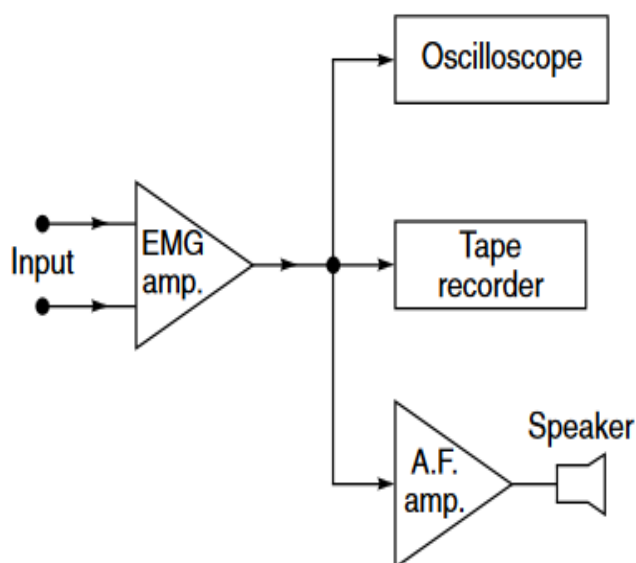 Oscilloscope
EMG
amp.
Input
Tape
recorder
Speaker
A.F.
amp.